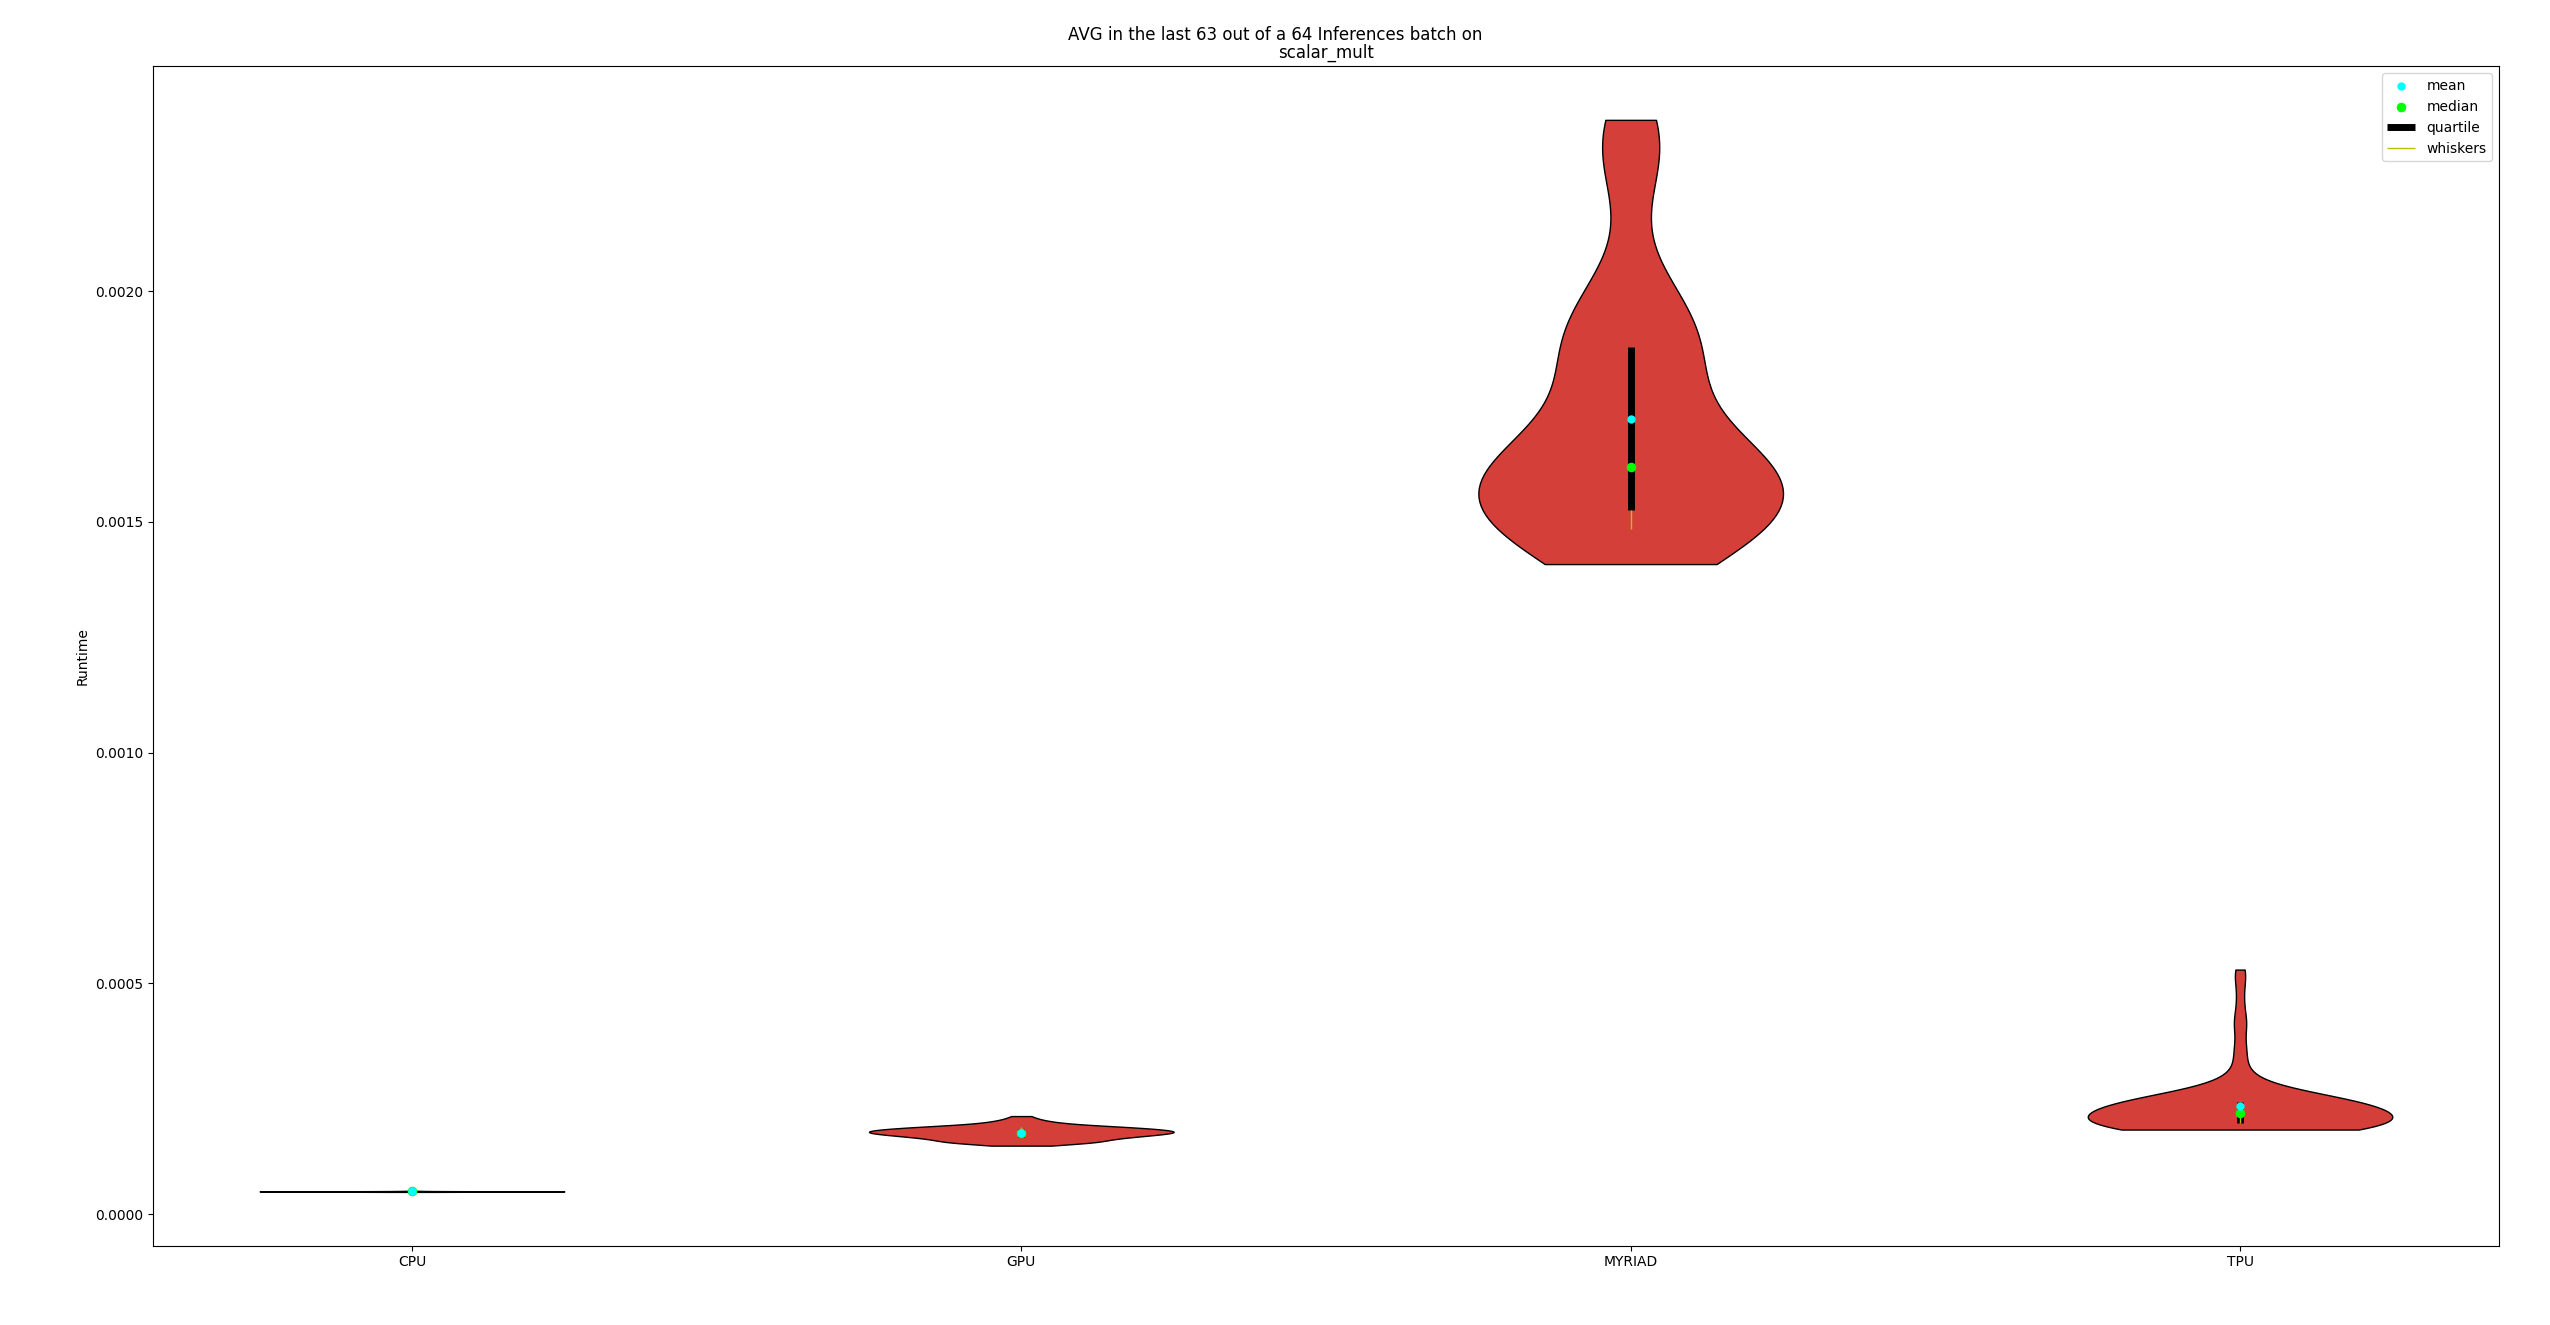 AVG in the last 63 out of a 64 Inferences batch on
scalar_mult
mean
median
quartile
whiskers
0.0020
0.0015
0.0010
0.0005
0.0000
Runtime
CPU
GPU
MYRIAD
TPU